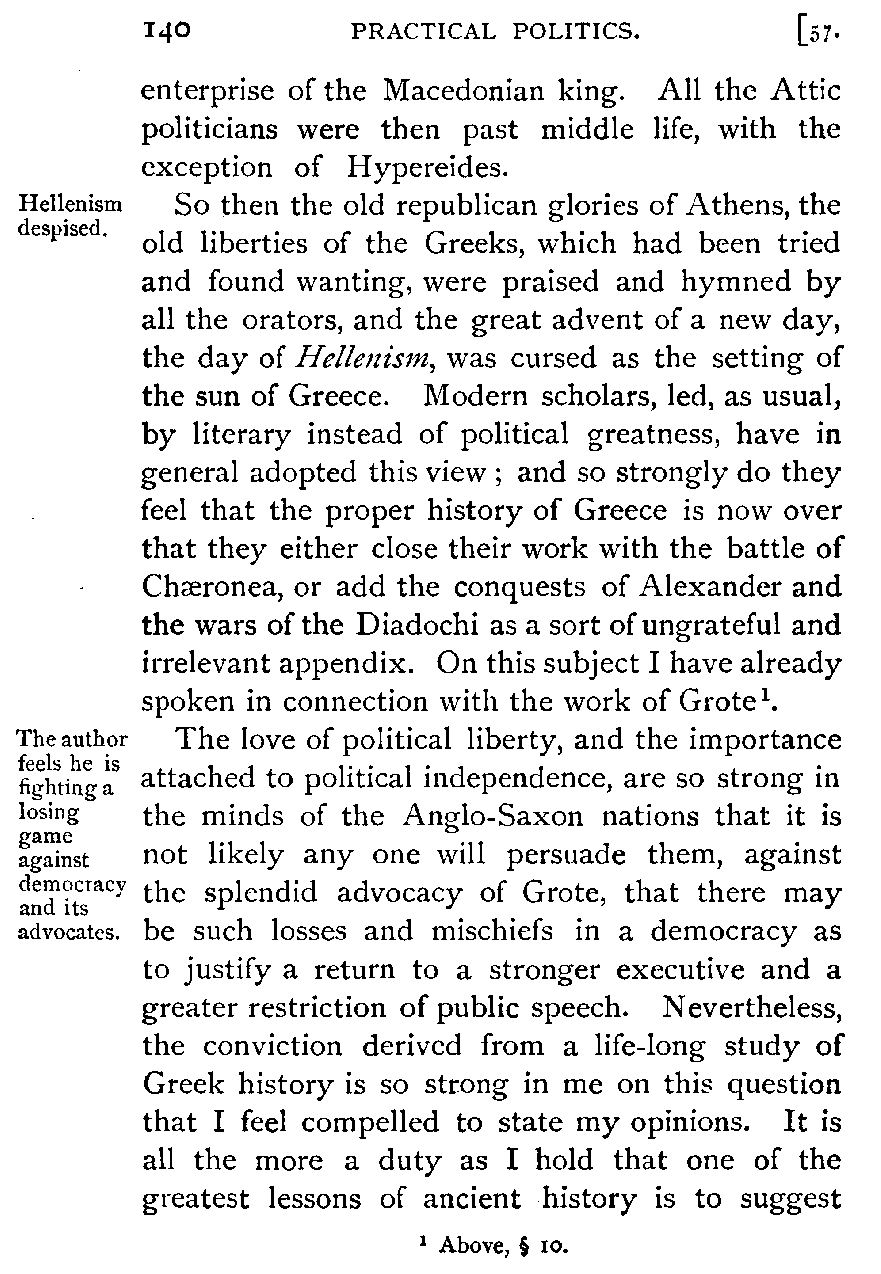 140 PRACTICAL POLITICS. [57.
enterprise of the Macedonian king. All the Attic
politicians were then past middle life, with the
exception of Hypereides.
Hellenism
despised.
So then the old republican glories of Athens, the
old liberties of the Greeks, which had been tried
and found wanting, were praised and hymned by
all the orators, and the great advent of a new day,
the day of Hellenism, was cursed as the setting of
the sun of Greece. Modern scholars, led, as usual,
by literary instead of political greatness, have in
general adopted this view ; and so strongly do they
feel that the proper history of Greece is now over
that they either close their work with the battle of
Chæronea, or add the conquests of Alexander and
the wars of the Diadochi as a sort of ungrateful and
irrelevant appendix. On this subject I have already
spoken in connection with the work of Grote¹.
The author
feels he is
fighting a
losing
game
against
democracy
and its
advocates.
The love of political liberty, and the importance
attached to political independence, are so strong in
the minds of the Anglo-Saxon nations that it is
not likely any one will persuade them, against
the splendid advocacy of Grote, that there may
be such losses and mischiefs in a democracy as
to justify a return to a stronger executive and a
greater restriction of public speech. Nevertheless,
the conviction derived from a life-long study of
Greek history is so strong in me on this question
that I feel compelled to state my opinions. It is
all the more a duty as I hold that one of the
greatest lessons of ancient history is to suggest
¹ Above, § 10.